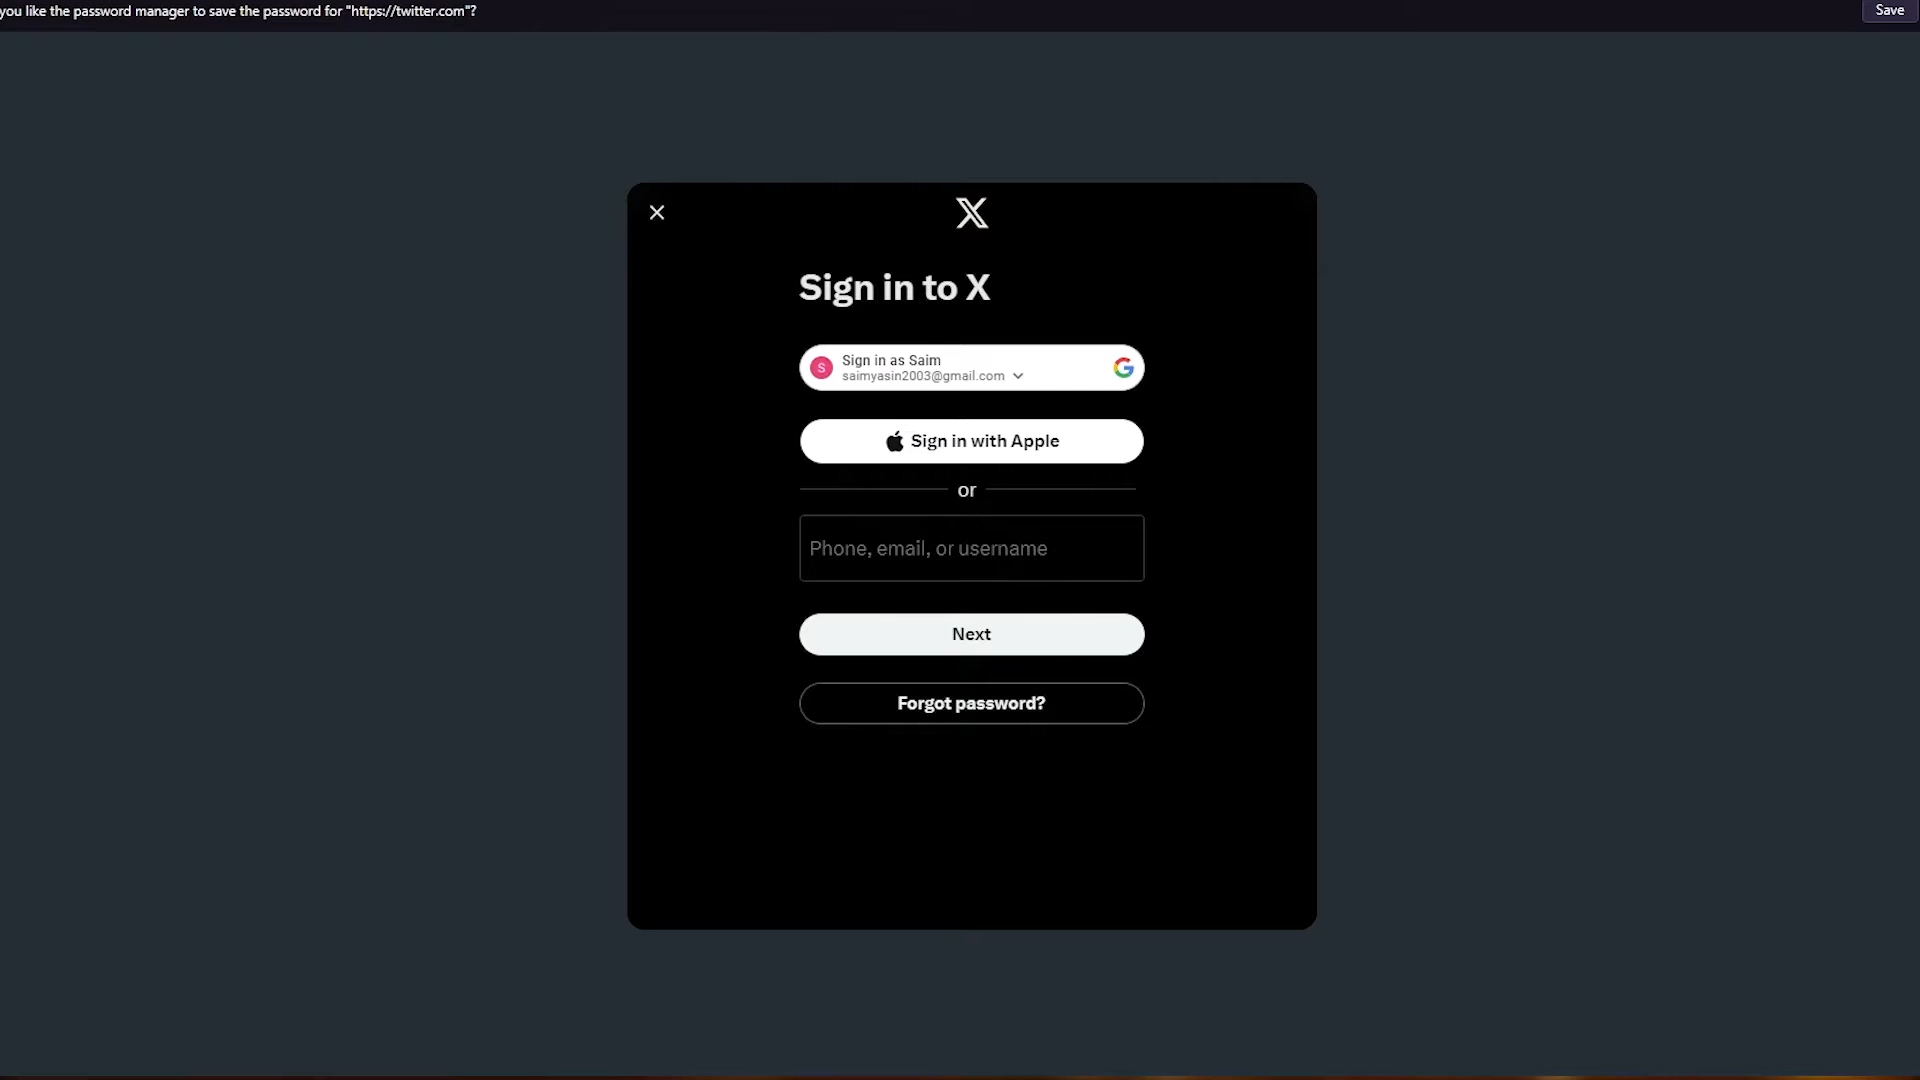 you like the password manager to save the password for "https://twitter.com"?
Save
Sign in to X
S
Sign in as Saim
saimyasin2003@gmail.com
Sign in with Apple
or
Phone, email, or username
Next
Forgot password?